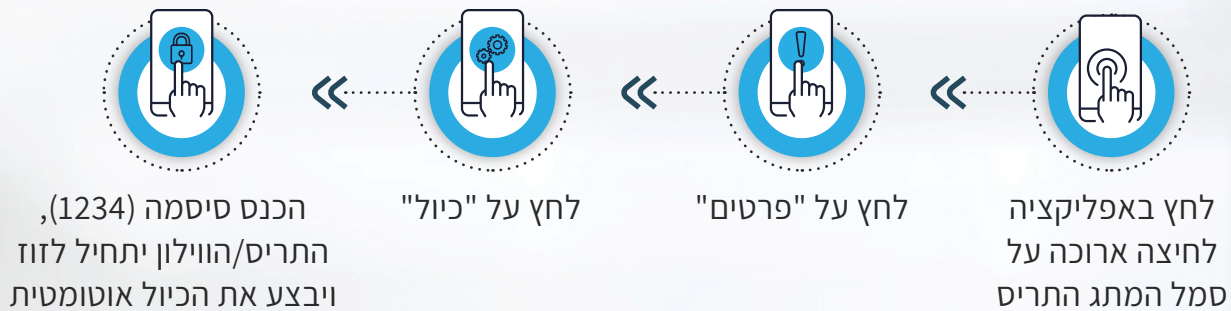 לחץ באפליקציה
לחיצה ארוכה על
סמל המתג התריס
לחץ על "פרטים"
לחץ על "כיול"
הכנס סיסמה (1234),
התריס/הווילון יתחיל לזוז
ויבצע את הכיול אוטומטית